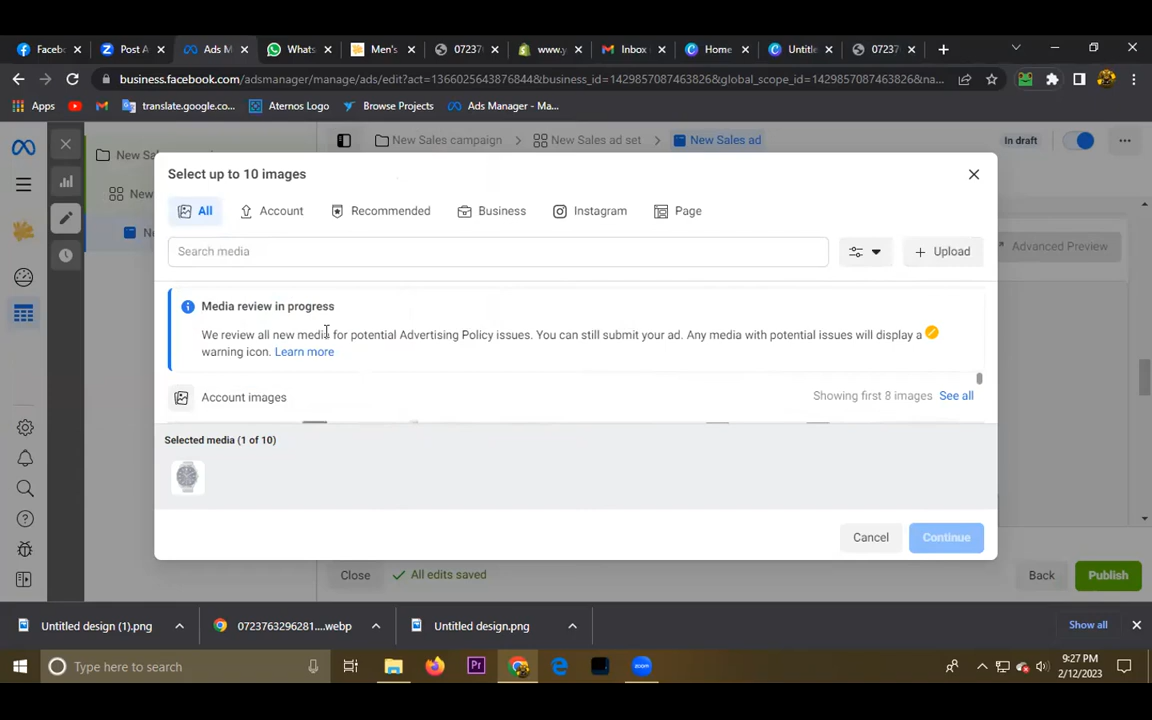 Faceb
Post A
Ads M
Whats
Men's
07237
www.y
Inbox (
Home
Untitle
07237
business.facebook.com/adsmanager/manage/ads/edit?act=1366025643876844&business_id=1429857087463826&global_scope_id=1429857087463826&na...
Apps
translate.google.co...
Aternos Logo
Browse Projects
Ads Manager - Ma...
New Sa
New Sales campaign
New Sales ad set
New Sales ad
In draft
Select up to 10 images
All
Account
Recommended
Business
Instagram
Page
New
Ne
Search media
Upload
Advanced Preview
Media review in progress
We review all new media for potential Advertising Policy issues. You can still submit your ad. Any media with potential issues will display a
warning icon. Learn more
Account images
Showing first 8 images
See all
Selected media (1 of 10)
Cancel
Continue
Close
All edits saved
Back
Publish
Untitled design (1).png
0723763296281....webp
Untitled design.png
Show all
Type here to search
Pr
zoom
9:27 PM
2/12/2023